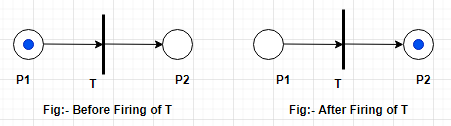 P1
T
P2
P1
T
P2
Fig:- Before Firing of T
Fig:- After Firing of T